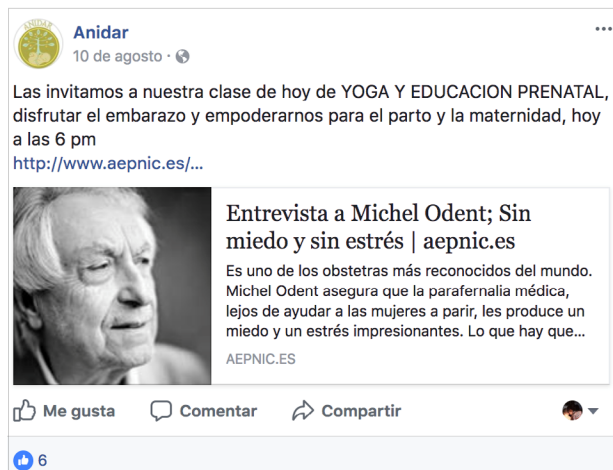 ANIDAR
Anidar
10 de agosto ·
Las invitamos a nuestra clase de hoy de YOGA Y EDUCACION PRENATAL,
disfrutar el embarazo y empoderarnos para el parto y la maternidad, hoy
a las 6 pm
http://www.aepnic.es/...
Entrevista a Michel Odent; Sin
miedo y sin estrés | aepnic.es
Es uno de los obstetras más reconocidos del mundo.
Michel Odent asegura que la parafernalia médica,
lejos de ayudar a las mujeres a parir, les produce un
miedo y un estrés impresionantes. Lo que hay que...
AEPNIC.ES
Me gusta Comentar Compartir
6